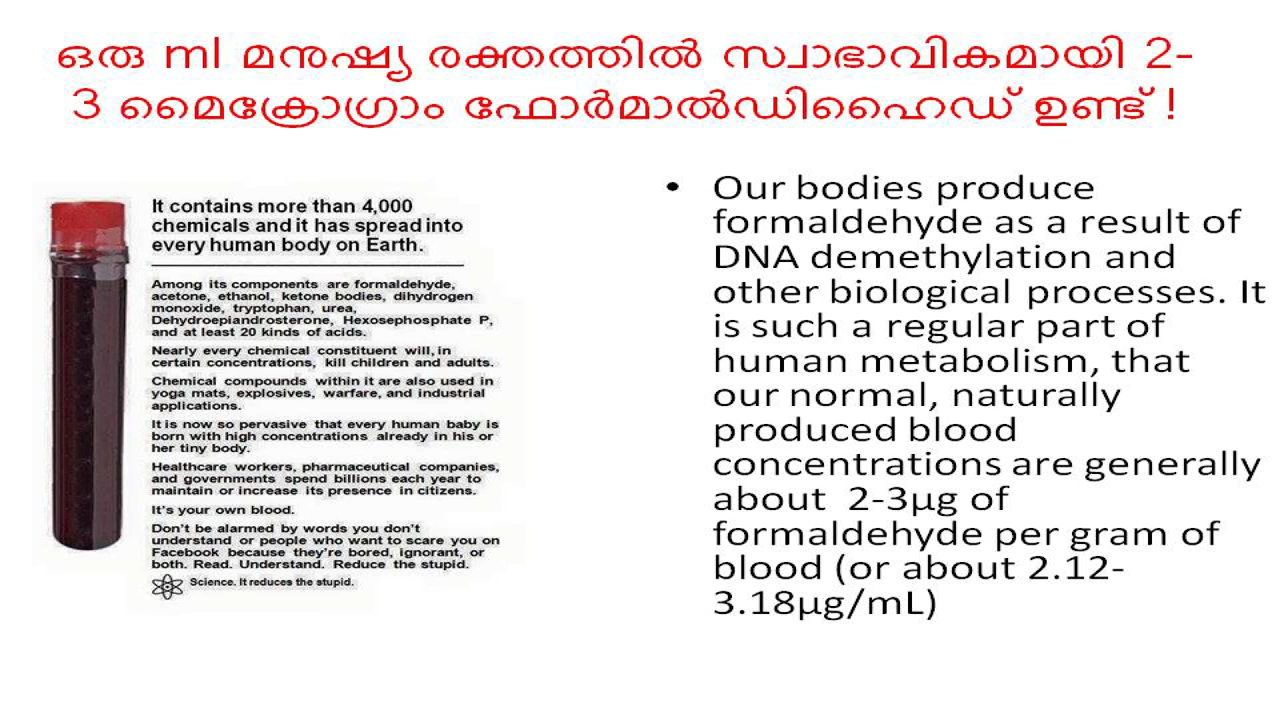 ഒരു ml മനുഷ്യ രക്തത്തിൽ സ്വാഭാവികമായി 2-
3 മൈക്രോഗ്രാം ഫോർമാൽഡിഹൈഡ് ഉണ്ട് !
It contains more than 4,000
chemicals and it has spread into
every human body on Earth.
Among its components are formaldehyde,
acetone, ethanol, ketone bodies, dihydrogen
monoxide, tryptophan, urea,
Dehydroepiandrosterone, Hexosephosphate P,
and at least 20 kinds of acids.
Nearly every chemical constituent will, in
certain concentrations, kill children and adults.
Chemical compounds within it are also used in
yoga mats, explosives, warfare, and industrial
applications.
It is now so pervasive that every human baby is
born with high concentrations already in his or
her tiny body.
Healthcare workers, pharmaceutical companies,
and governments spend billions each year to
maintain or increase its presence in citizens.
It's your own blood.
Don't be alarmed by words you don't
understand or people who want to scare you on
Facebook because they're bored, ignorant, or
both. Read. Understand. Reduce the stupid.
Science. It reduces the stupid.
• Our bodies produce
formaldehyde as a result of
DNA demethylation and
other biological processes. It
is such a regular part of
human metabolism, that
our normal, naturally
produced blood
concentrations are generally
about 2-3µg of
formaldehyde per gram of
blood (or about 2.12-
3.18µg/mL)